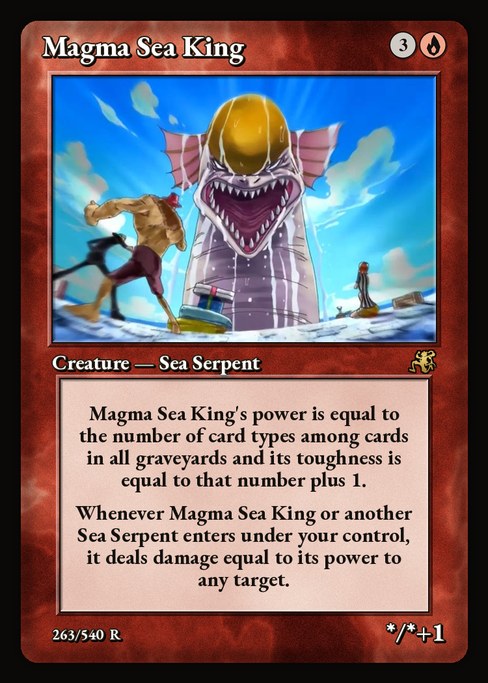 Magma Sea King
3
Creature — Sea Serpent
Magma Sea King's power is equal to
the number of card types among cards
in all graveyards and its toughness is
equal to that number plus 1.
Whenever Magma Sea King or another
Sea Serpent enters under your control,
it deals damage equal to its power to
any target.
263/540 R
*/*+1